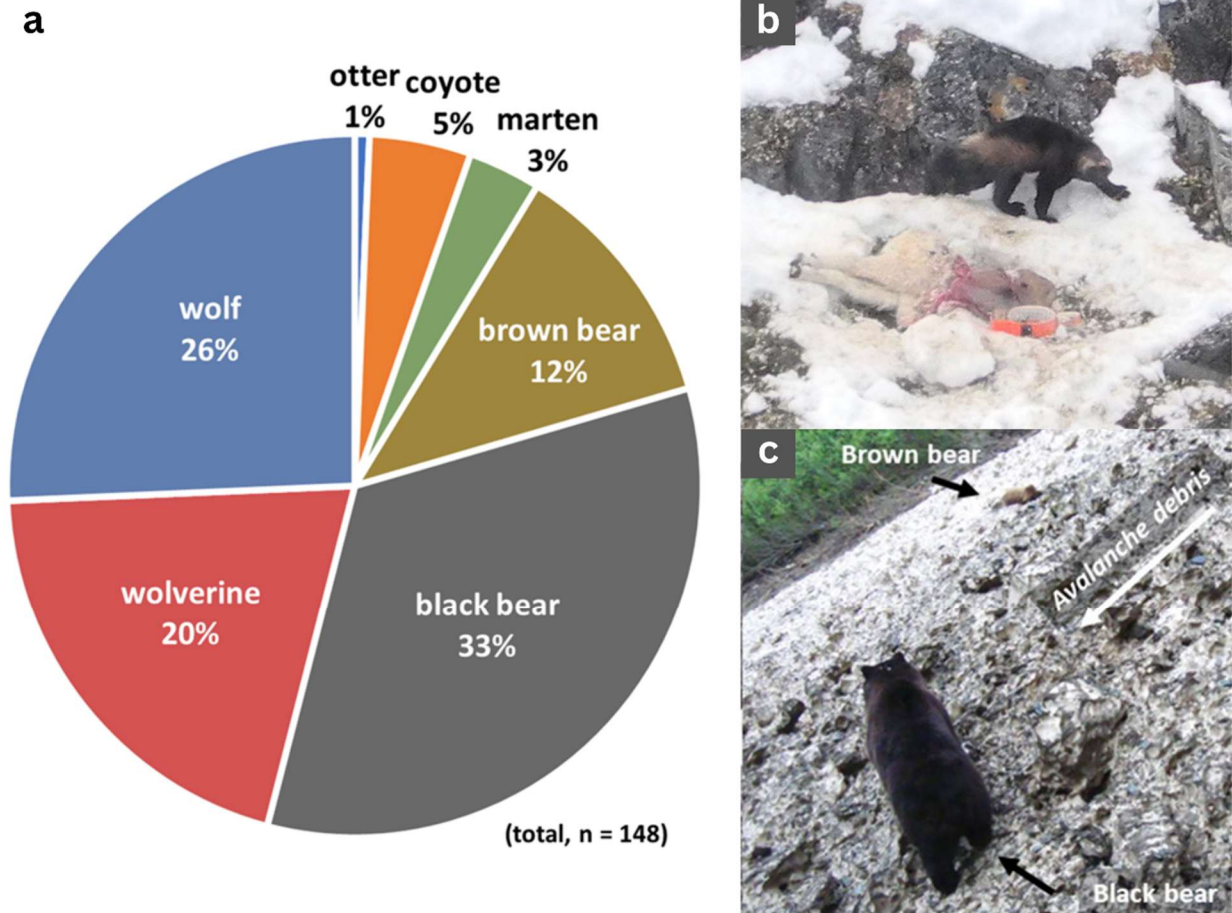 a
otter
1%
coyote
5%
marten
3%
wolf
26%
brown bear
12%
wolverine
20%
black bear
33%
(total, n = 148)
b
c
Brown bear
Avalanche debris
Black bear